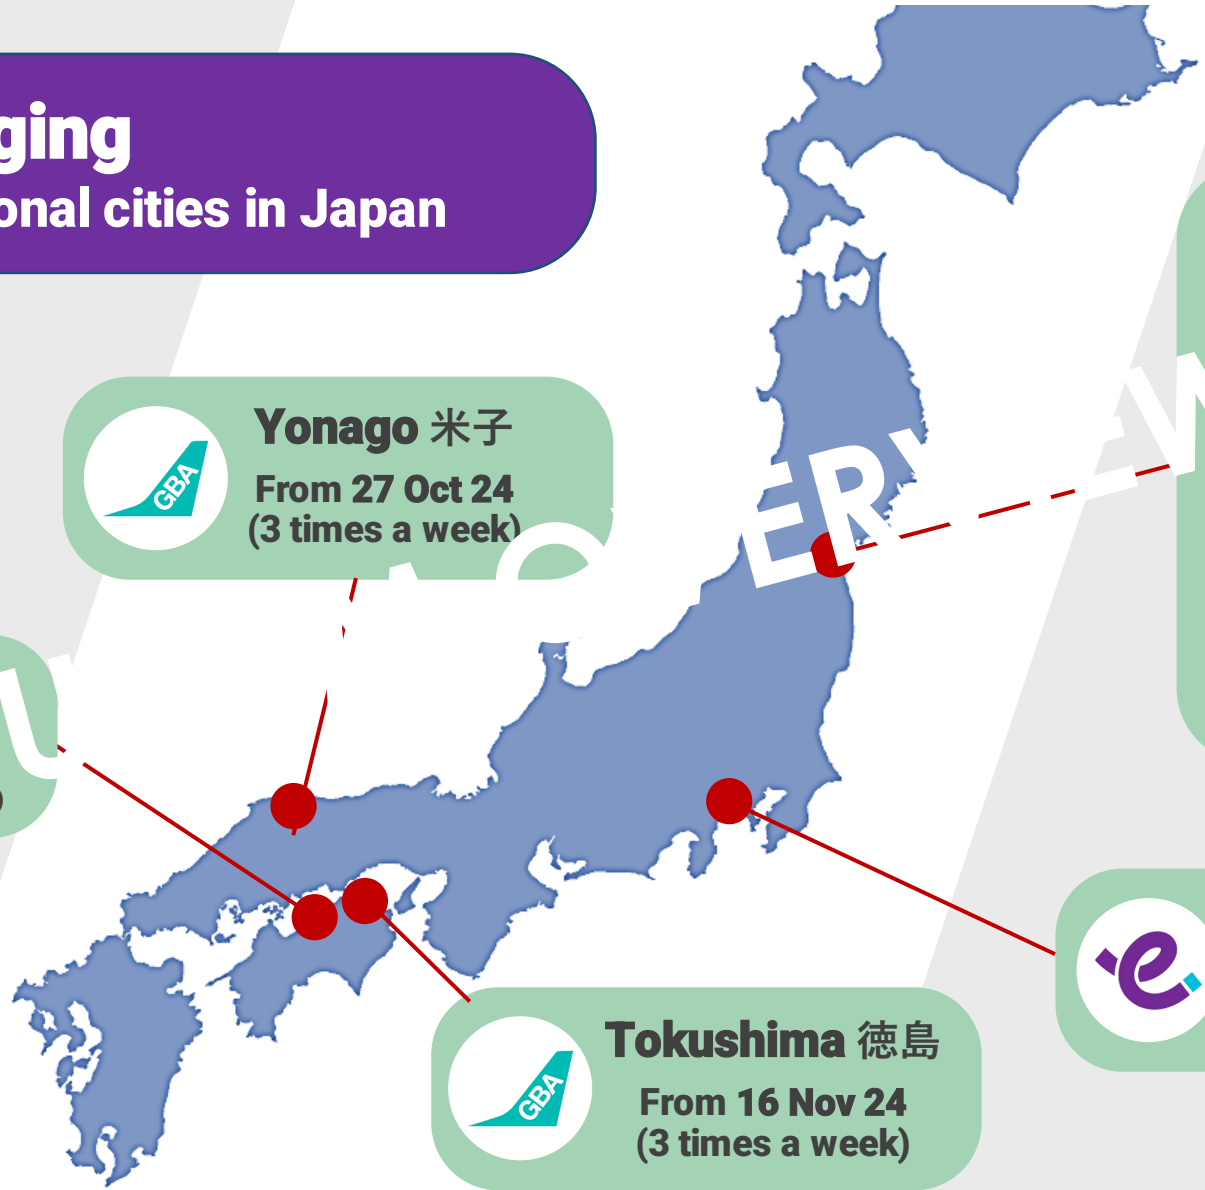 ging
onal cities in Japan
Yonago 米子
From 27 Oct 24
(3 times a week)
GBA
Tokushima 徳島
From 16 Nov 24
(3 times a week)
GBA